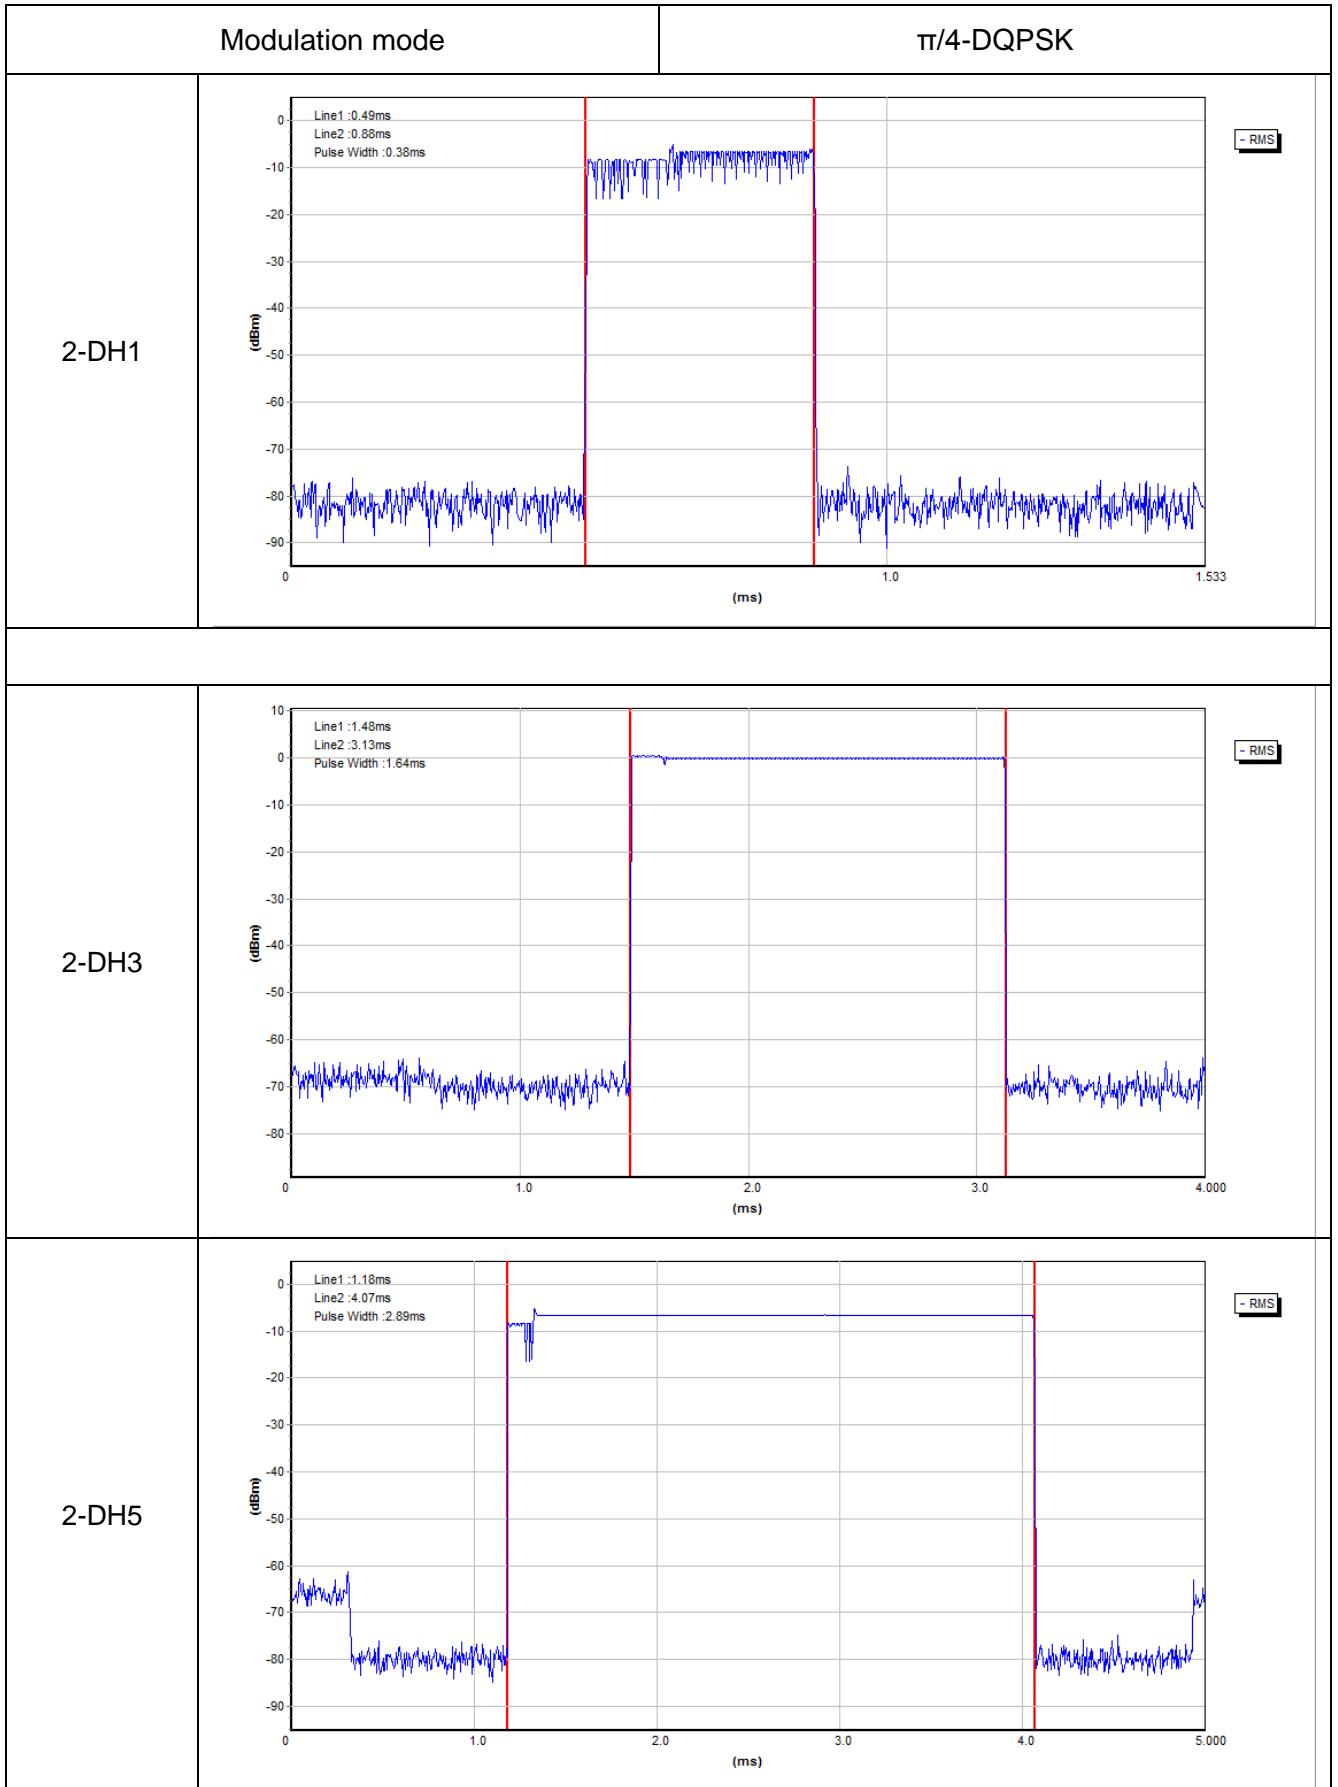 Modulation mode π/4-DQPSK
2-DH1
Line1 :0.49ms
Line2 :0.88ms
Pulse Width :0.38ms
- RMS
(dBm)
0
-10
-20
-30
-40
-50
-60
-70
-80
-90
0 1.0 1.533
(ms)
2-DH3
Line1 :1.48ms
Line2 :3.13ms
Pulse Width :1.64ms
- RMS
(dBm)
10
0
-10
-20
-30
-40
-50
-60
-70
-80
0 1.0 2.0 3.0 4.000
(ms)
2-DH5
Line1 :1.18ms
Line2 :4.07ms
Pulse Width :2.89ms
- RMS
(dBm)
0
-10
-20
-30
-40
-50
-60
-70
-80
-90
0 1.0 2.0 3.0 4.0 5.000
(ms)